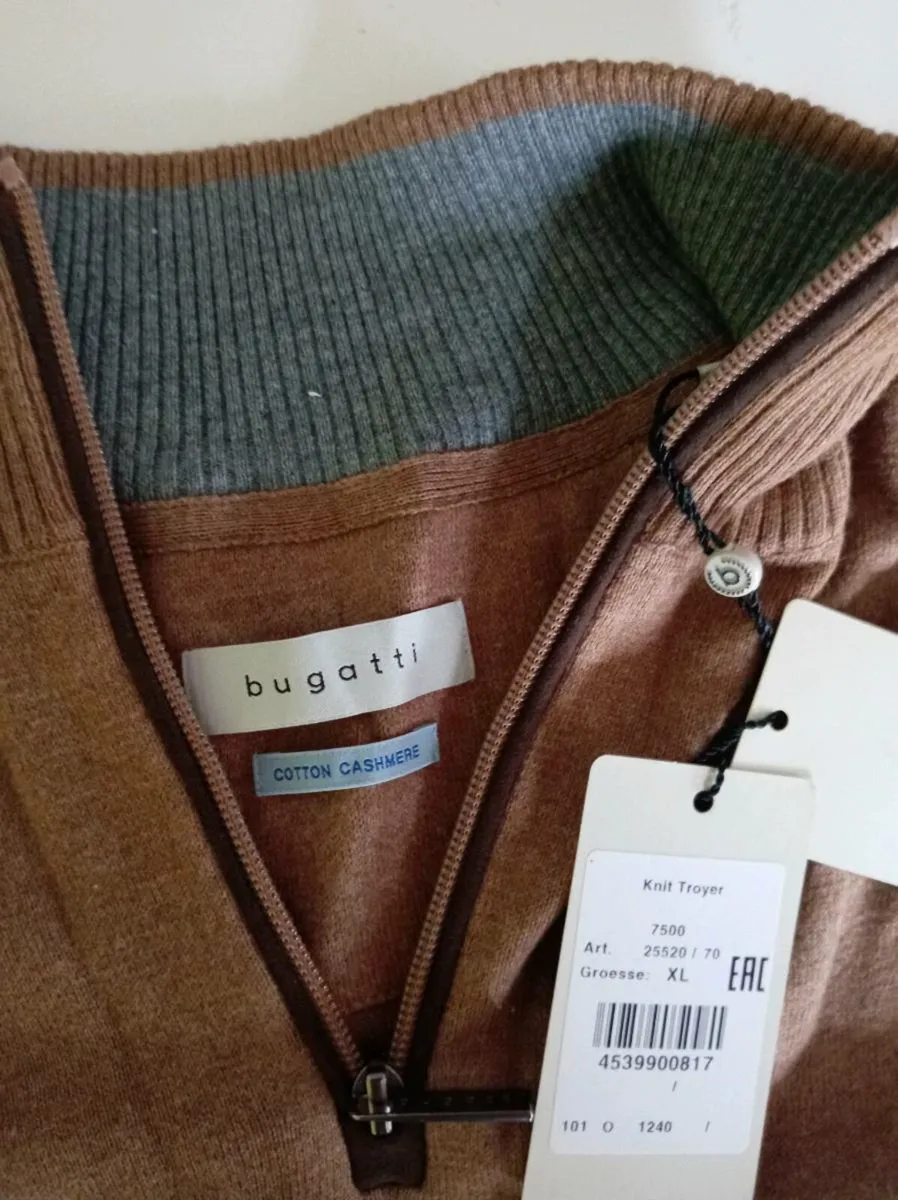 bugatti
COTTON CASHMERE
b
Knit Troyer
7500
Art. 25520 / 70
Groesse: XL
EAC
4539900817
/
101 O 1240 /